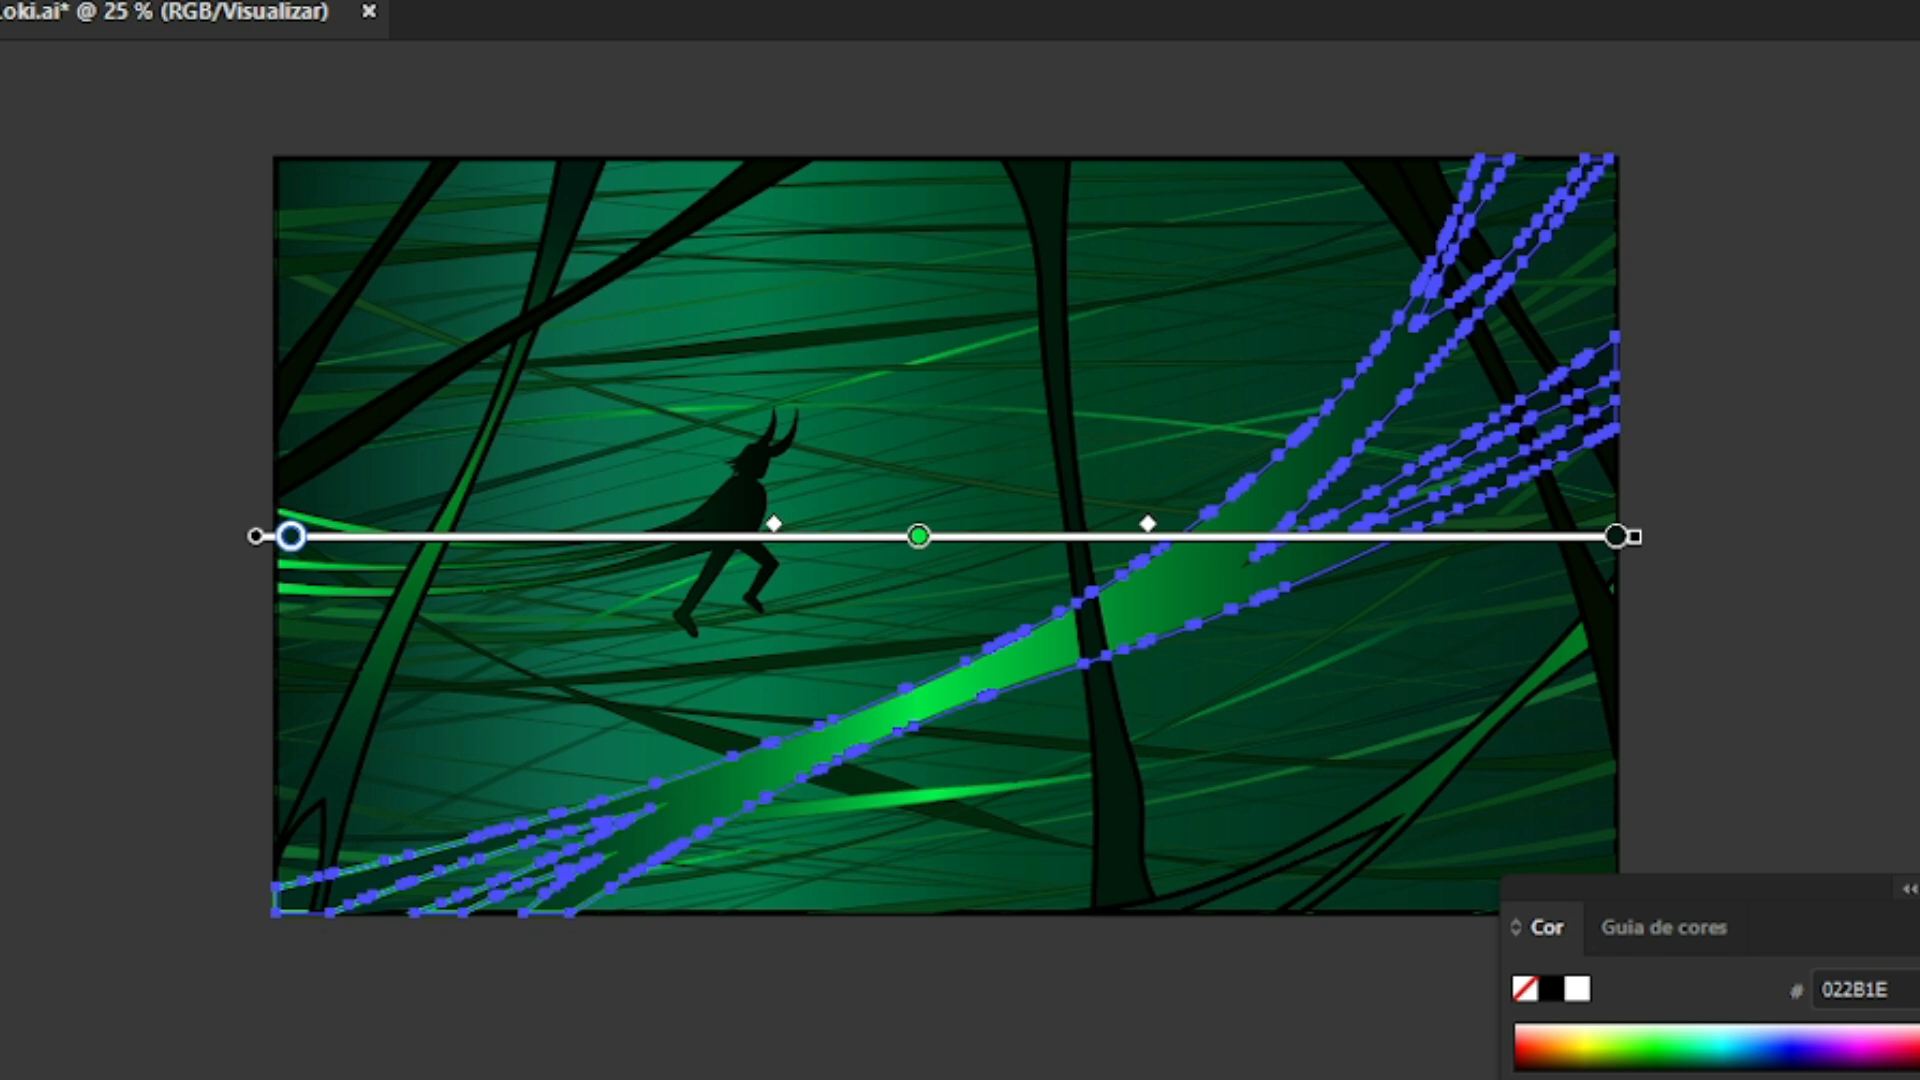 oki.ai* @ 25 % (RGB/Visualizar) ×
Cor Guia de cores
# 022B1E